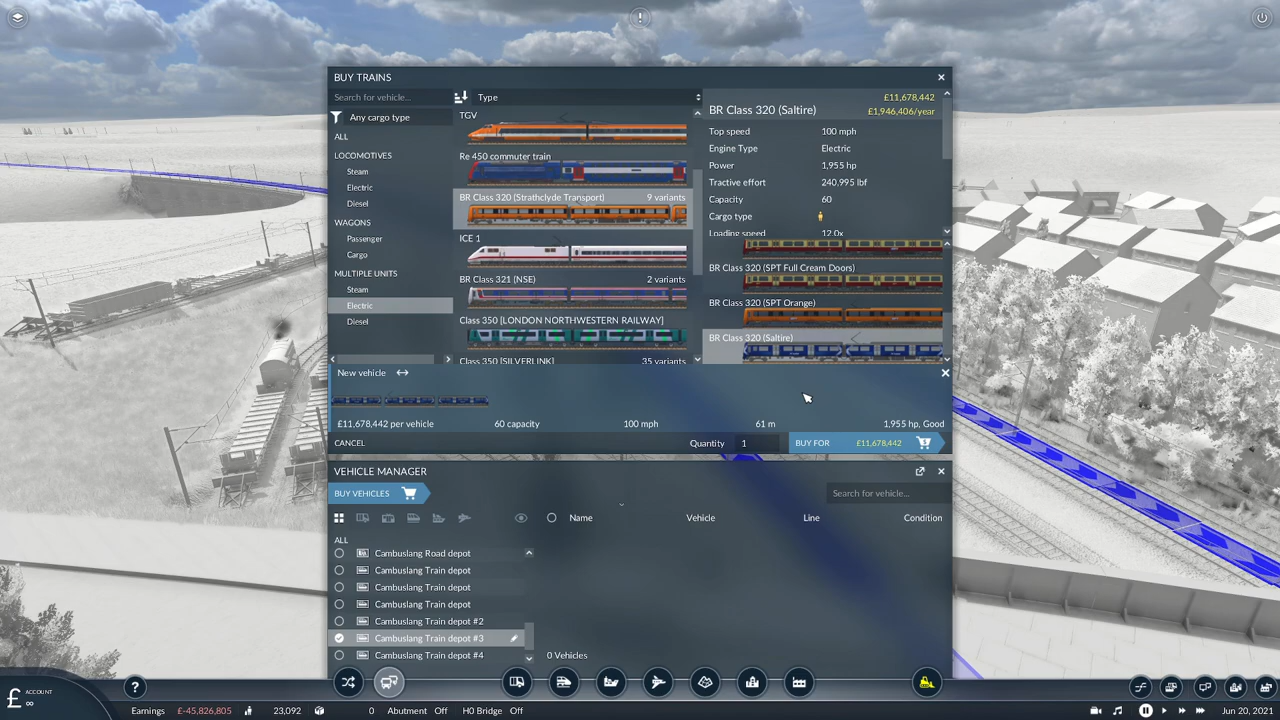 BUY TRAINS
Search for vehicle...
Type
£11,678,442
BR Class 320 (Saltire)
£1,946,406/year
Any cargo type
ALL
LOCOMOTIVES
Steam
Electric
Diesel
WAGONS
Passenger
Cargo
MULTIPLE UNITS
Steam
Electric
Diesel
TGV
Re 450 commuter train
BR Class 320 (Strathclyde Transport) 9 variants
ICE 1
BR Class 321 (NSE) 2 variants
Class 350 [LONDON NORTHWESTERN RAILWAY]
Class 350 [SILVERLINK] 35 variants
Top speed 100 mph
Engine Type Electric
Power 1,955 hp
Tractive effort 240,995 lbf
Capacity 60
Cargo type
Loading speed 12.0x
BR Class 320 (SPT Full Cream Doors)
BR Class 320 (SPT Orange)
BR Class 320 (Saltire)
New vehicle
£11,678,442 per vehicle 60 capacity 100 mph 61 m 1,955 hp, Good
CANCEL Quantity 1 BUY FOR £11,678,442
VEHICLE MANAGER
BUY VEHICLES
Search for vehicle...
Name Vehicle Line Condition
ALL
Cambuslang Road depot
Cambuslang Train depot
Cambuslang Train depot
Cambuslang Train depot
Cambuslang Train depot #2
Cambuslang Train depot #3
Cambuslang Train depot #4
0 Vehicles
£ ACCOUNT
∞
?
Earnings £-45,826,805 23,092 0 Abutment Off H0 Bridge Off
Jun 20, 2021